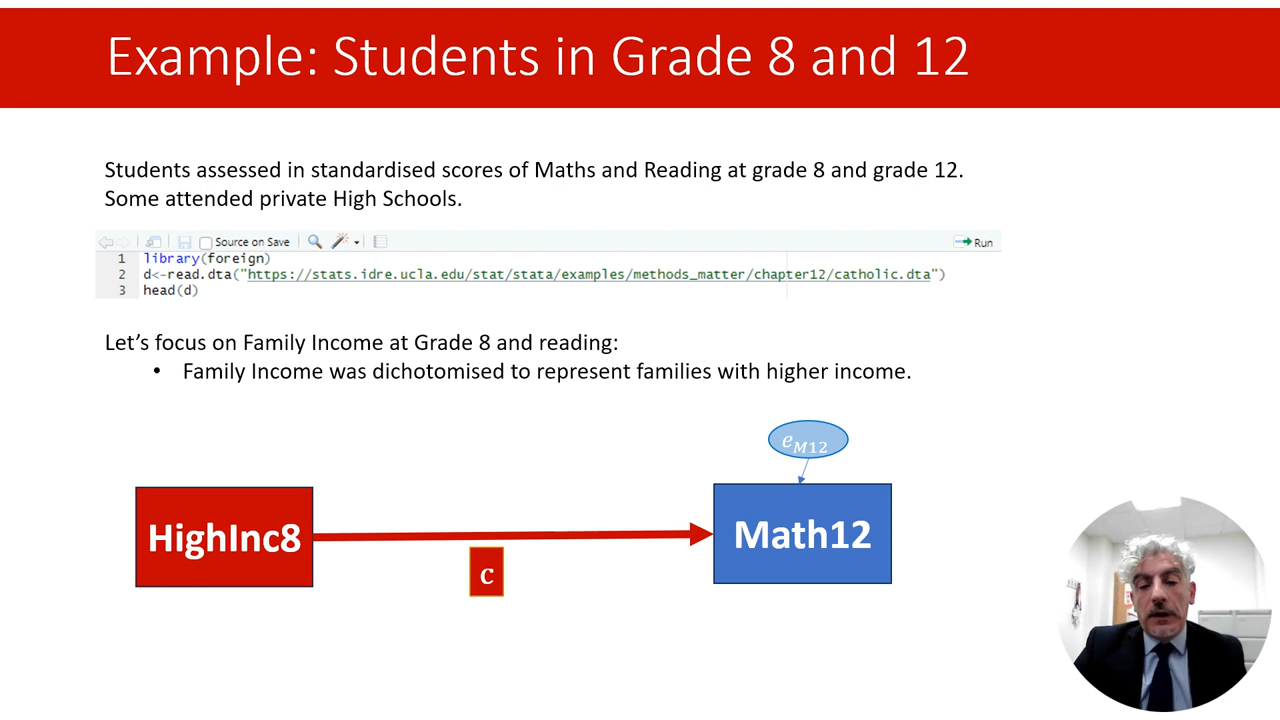 Example: Students in Grade 8 and 12
Students assessed in standardised scores of Maths and Reading at grade 8 and grade 12.
Some attended private High Schools.
Source on Save
Run
1 library(foreign)
2 d<-read.dta("https://stats.idre.ucla.edu/stat/stata/examples/methods_matter/chapter12/catholic.dta")
3 head(d)
Let's focus on Family Income at Grade 8 and reading:
• Family Income was dichotomised to represent families with higher income.
eM12
HighInc8
Math12
c